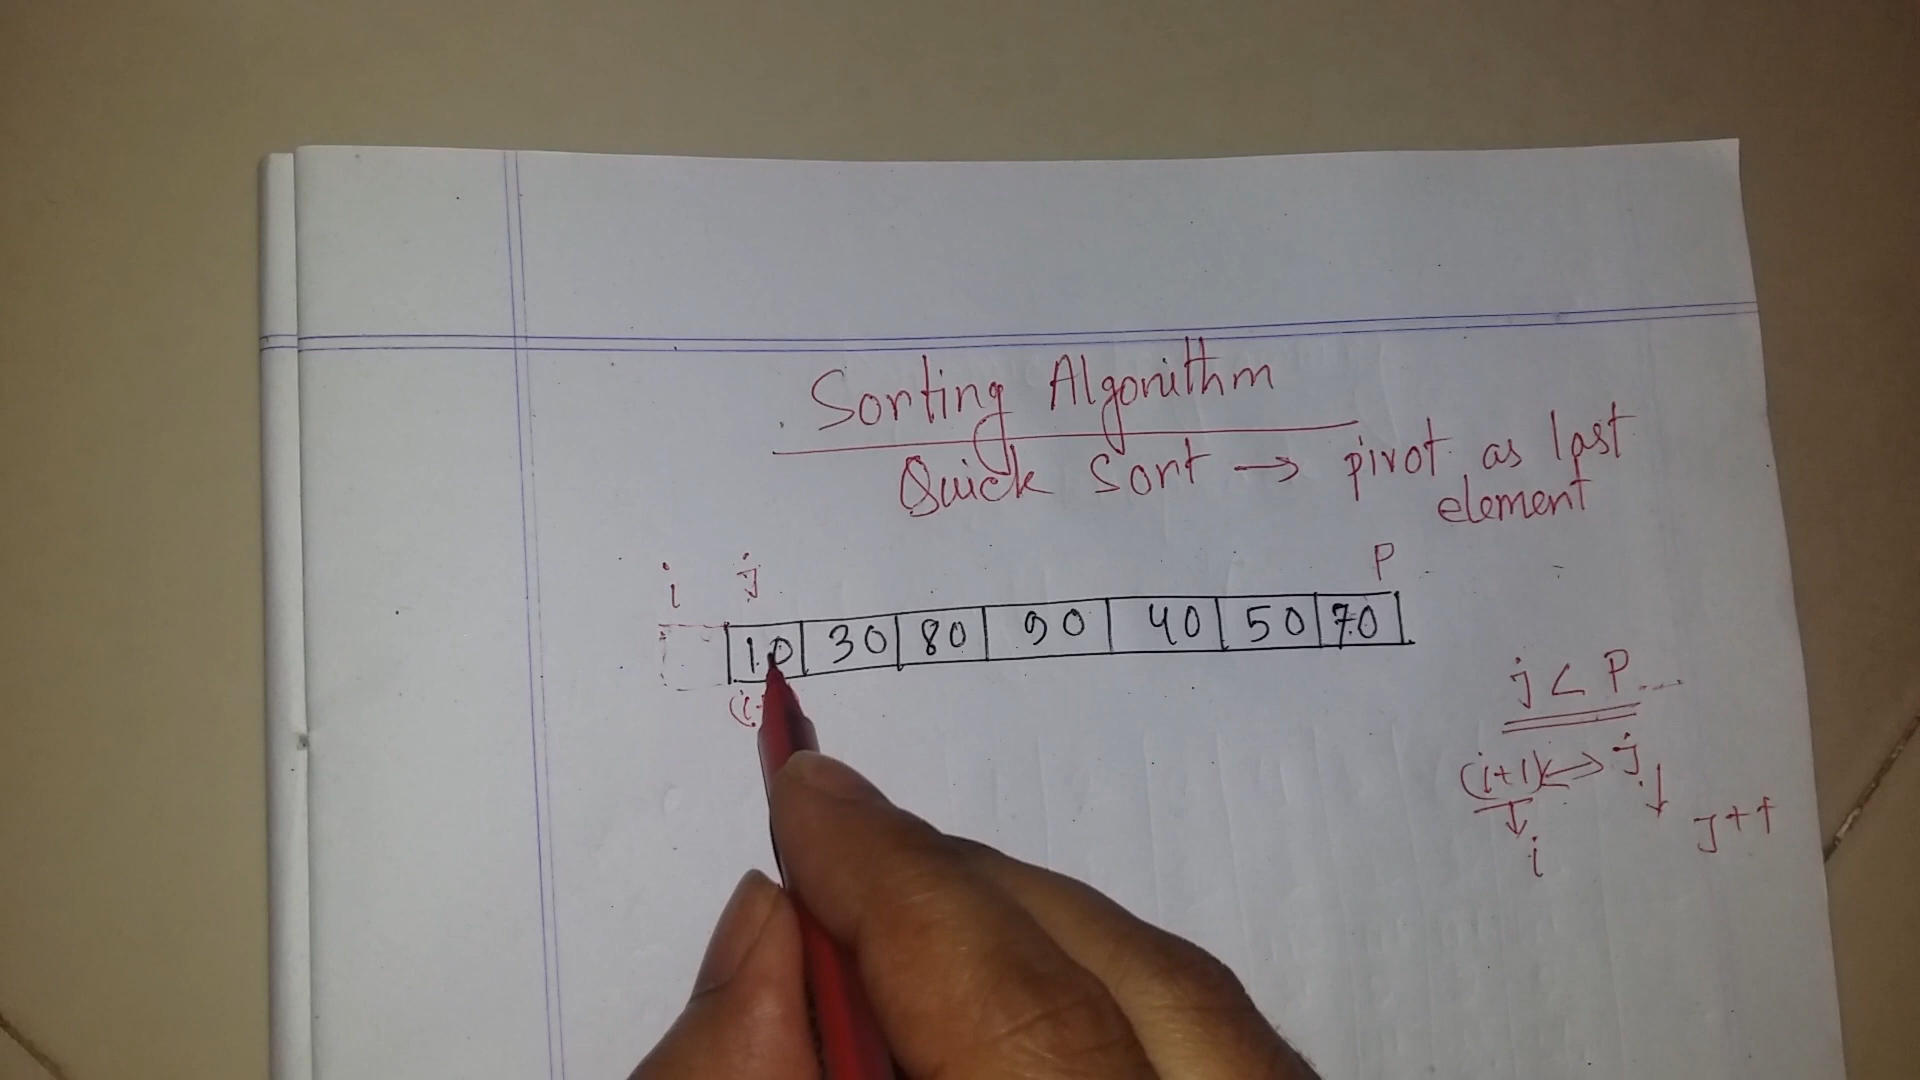 Sorting Algorithm
Quick Sort → pivot as last
element
i j P
10 30 80 90 40 50 70
(i+
j < P
(i+1) ↔ j
↓ ↓
i j++